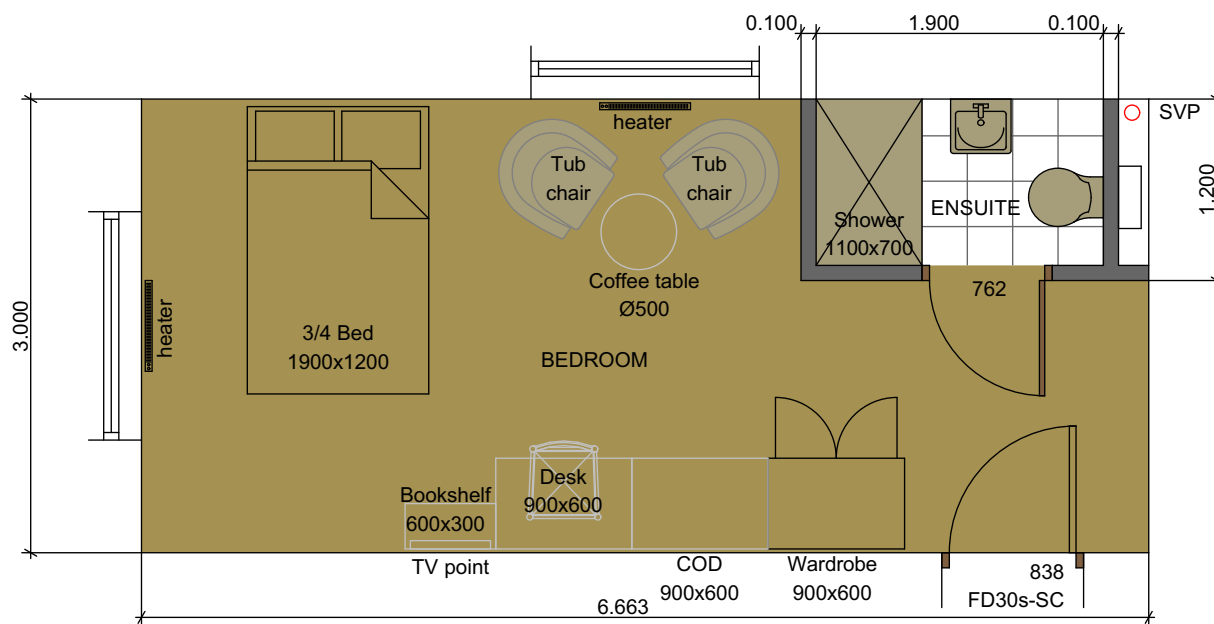 0.100
1.900
0.100
SVP
heater
Tub
chair
Tub
chair
ENSUITE
Shower
1100x700
1.200
Coffee table
Ø500
762
3.000
heater
3/4 Bed
1900x1200
BEDROOM
Bookshelf
600x300
Desk
900x600
TV point
COD
900x600
Wardrobe
900x600
838
FD30s-SC
6.663